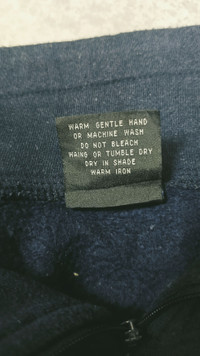 WARM GENTLE HAND
OR MACHINE WASH
DO NOT BLEACH
WRING OR TUMBLE DRY
DRY IN SHADE
WARM IRON